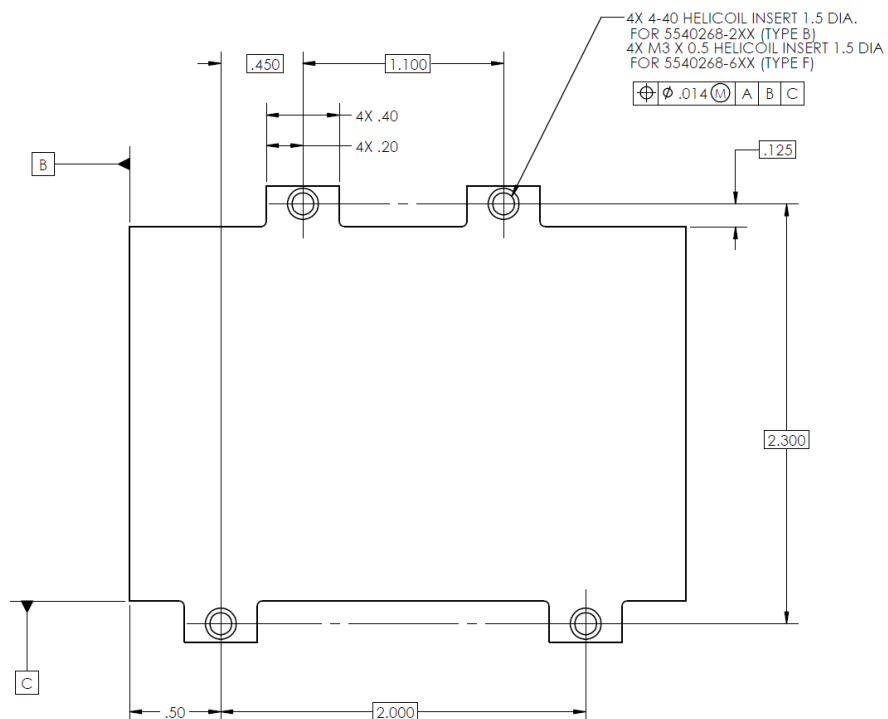 4X 4-40 HELICOIL INSERT 1.5 DIA.
FOR 5540268-2XX (TYPE B)
4X M3 X 0.5 HELICOIL INSERT 1.5 DIA
FOR 5540268-6XX (TYPE F)
⌖ Ø .014 Ⓜ A B C
.450
1.100
4X .40
4X .20
.125
B
2.300
C
.50
2.000